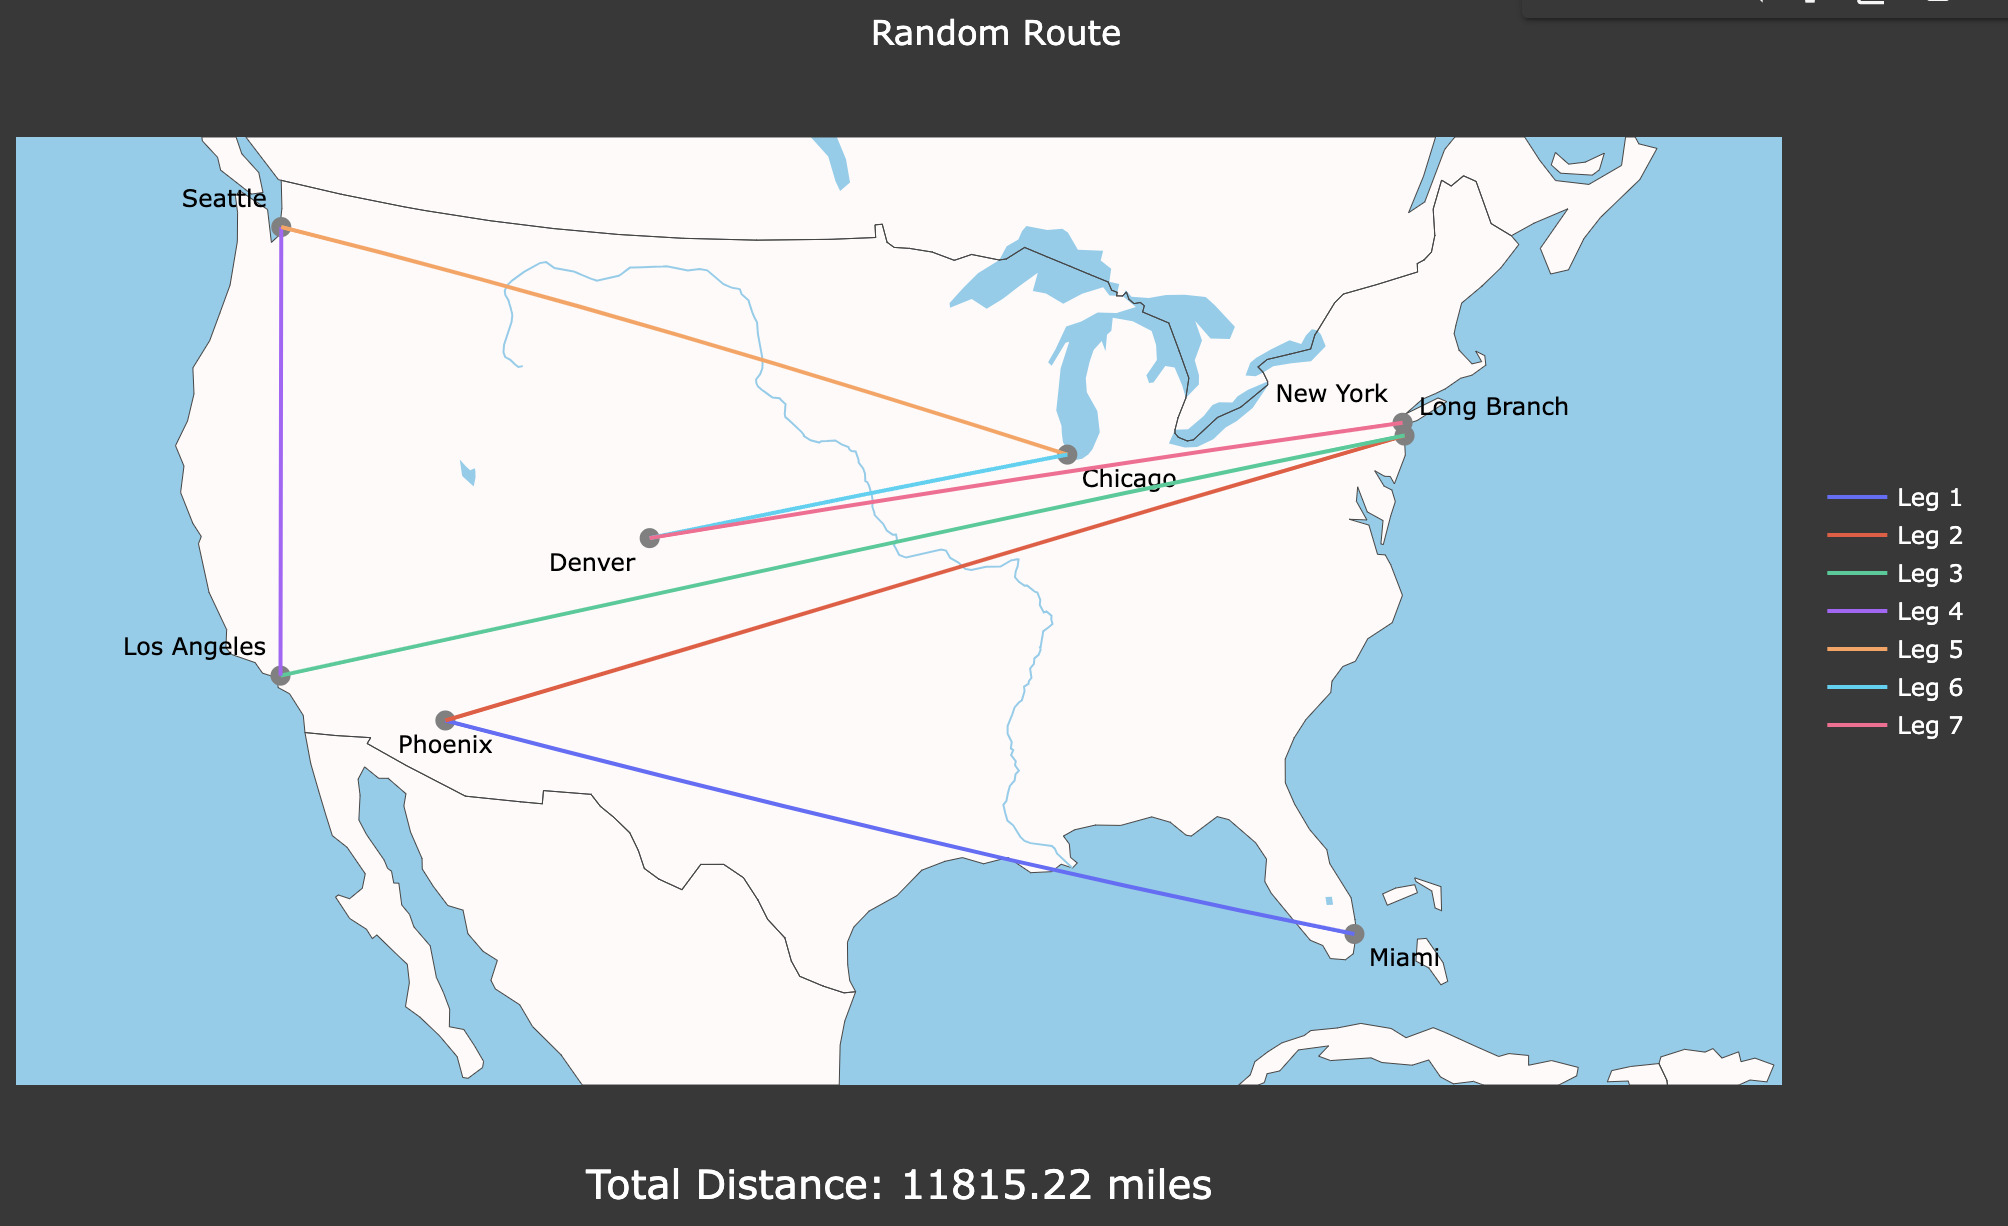 Random Route
Seattle
New York
Long Branch
Chicago
Denver
Los Angeles
Phoenix
Miami
Leg 1
Leg 2
Leg 3
Leg 4
Leg 5
Leg 6
Leg 7
Total Distance: 11815.22 miles